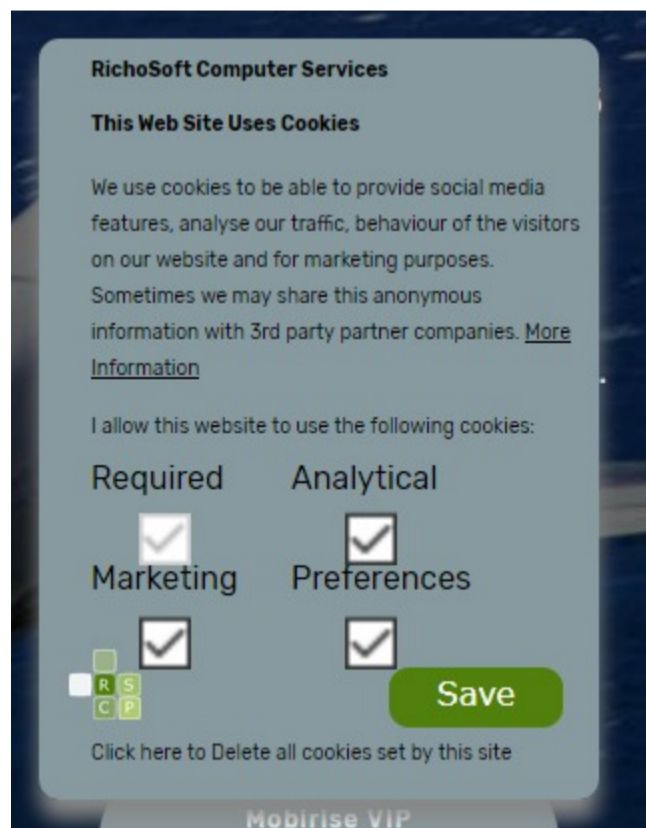 RichoSoft Computer Services
This Web Site Uses Cookies
We use cookies to be able to provide social media
features, analyse our traffic, behaviour of the visitors
on our website and for marketing purposes.
Sometimes we may share this anonymous
information with 3rd party partner companies. More
Information
I allow this website to use the following cookies:
Required Analytical
Marketing Preferences
R S
C P
Save
Click here to Delete all cookies set by this site
Mobirise VIP